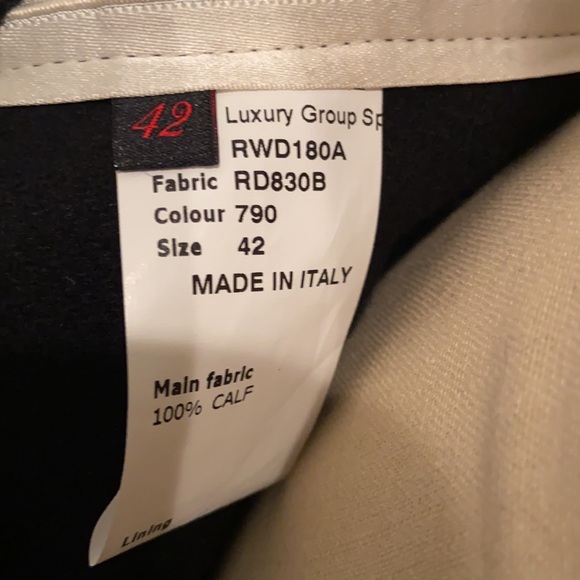 42
Luxury Group Sp
RWD180A
Fabric RD830B
Colour 790
Size 42
MADE IN ITALY
Main fabric
100% CALF
Lining